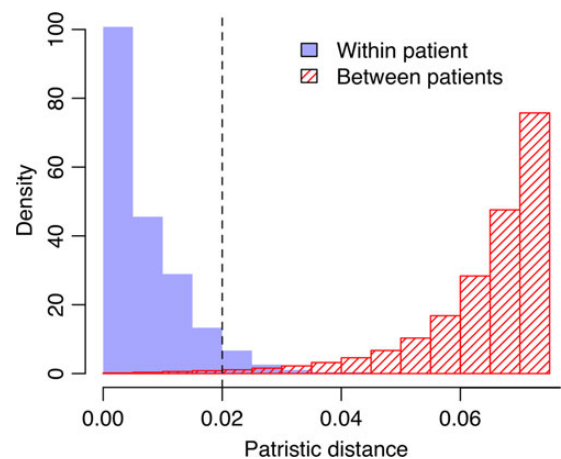 100
80
60
40
20
0
Density
Within patient
Between patients
0.00 0.02 0.04 0.06
Patristic distance